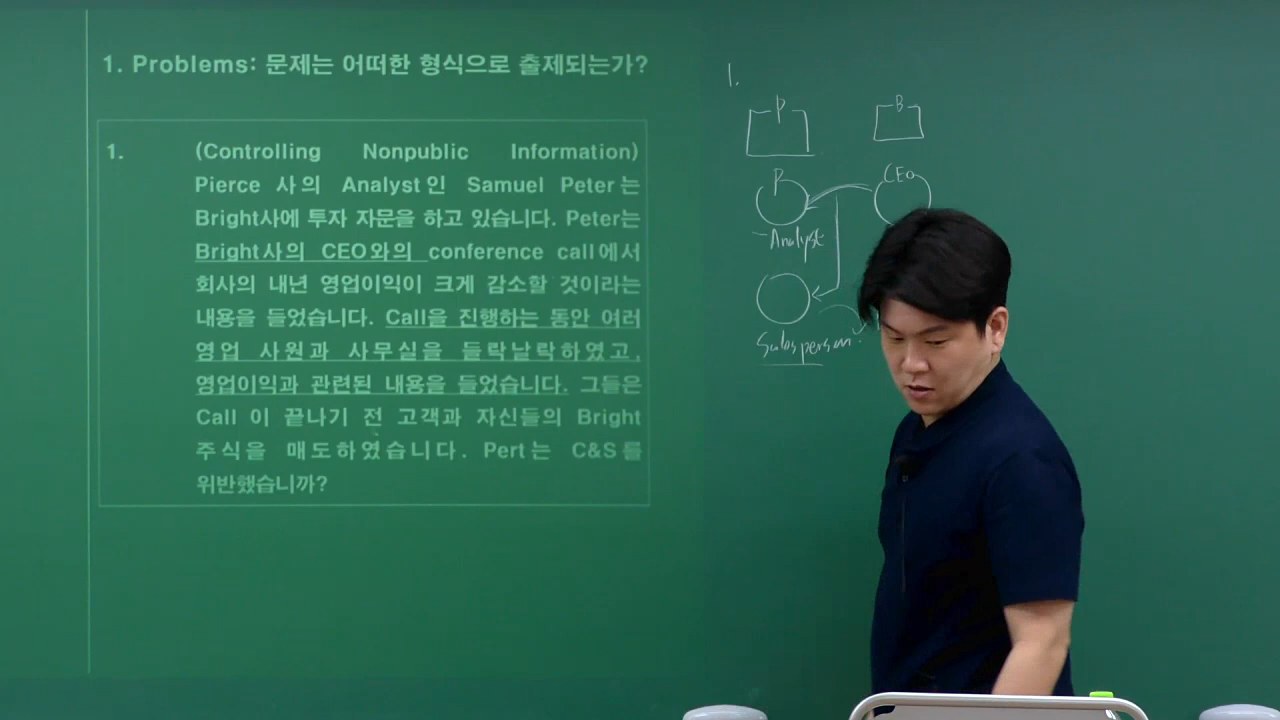 1. Problems: 문제는 어떠한 형식으로 출제되는가?
1. (Controlling Nonpublic Information)
Pierce 사의 Analyst인 Samuel Peter는
Bright사에 투자 자문을 하고 있습니다. Peter는
Bright사의 CEO와의 conference call에서
회사의 내년 영업이익이 크게 감소할 것이라는
내용을 들었습니다. Call을 진행하는 동안 여러
영업 사원과 사무실을 들락날락하였고,
영업이익과 관련된 내용을 들었습니다. 그들은
Call 이 끝나기 전 고객과 자신들의 Bright
주식을 매도하였습니다. Pert는 C&S를
위반했습니까?
1.
P B
P CEO
Analyst
Sales person